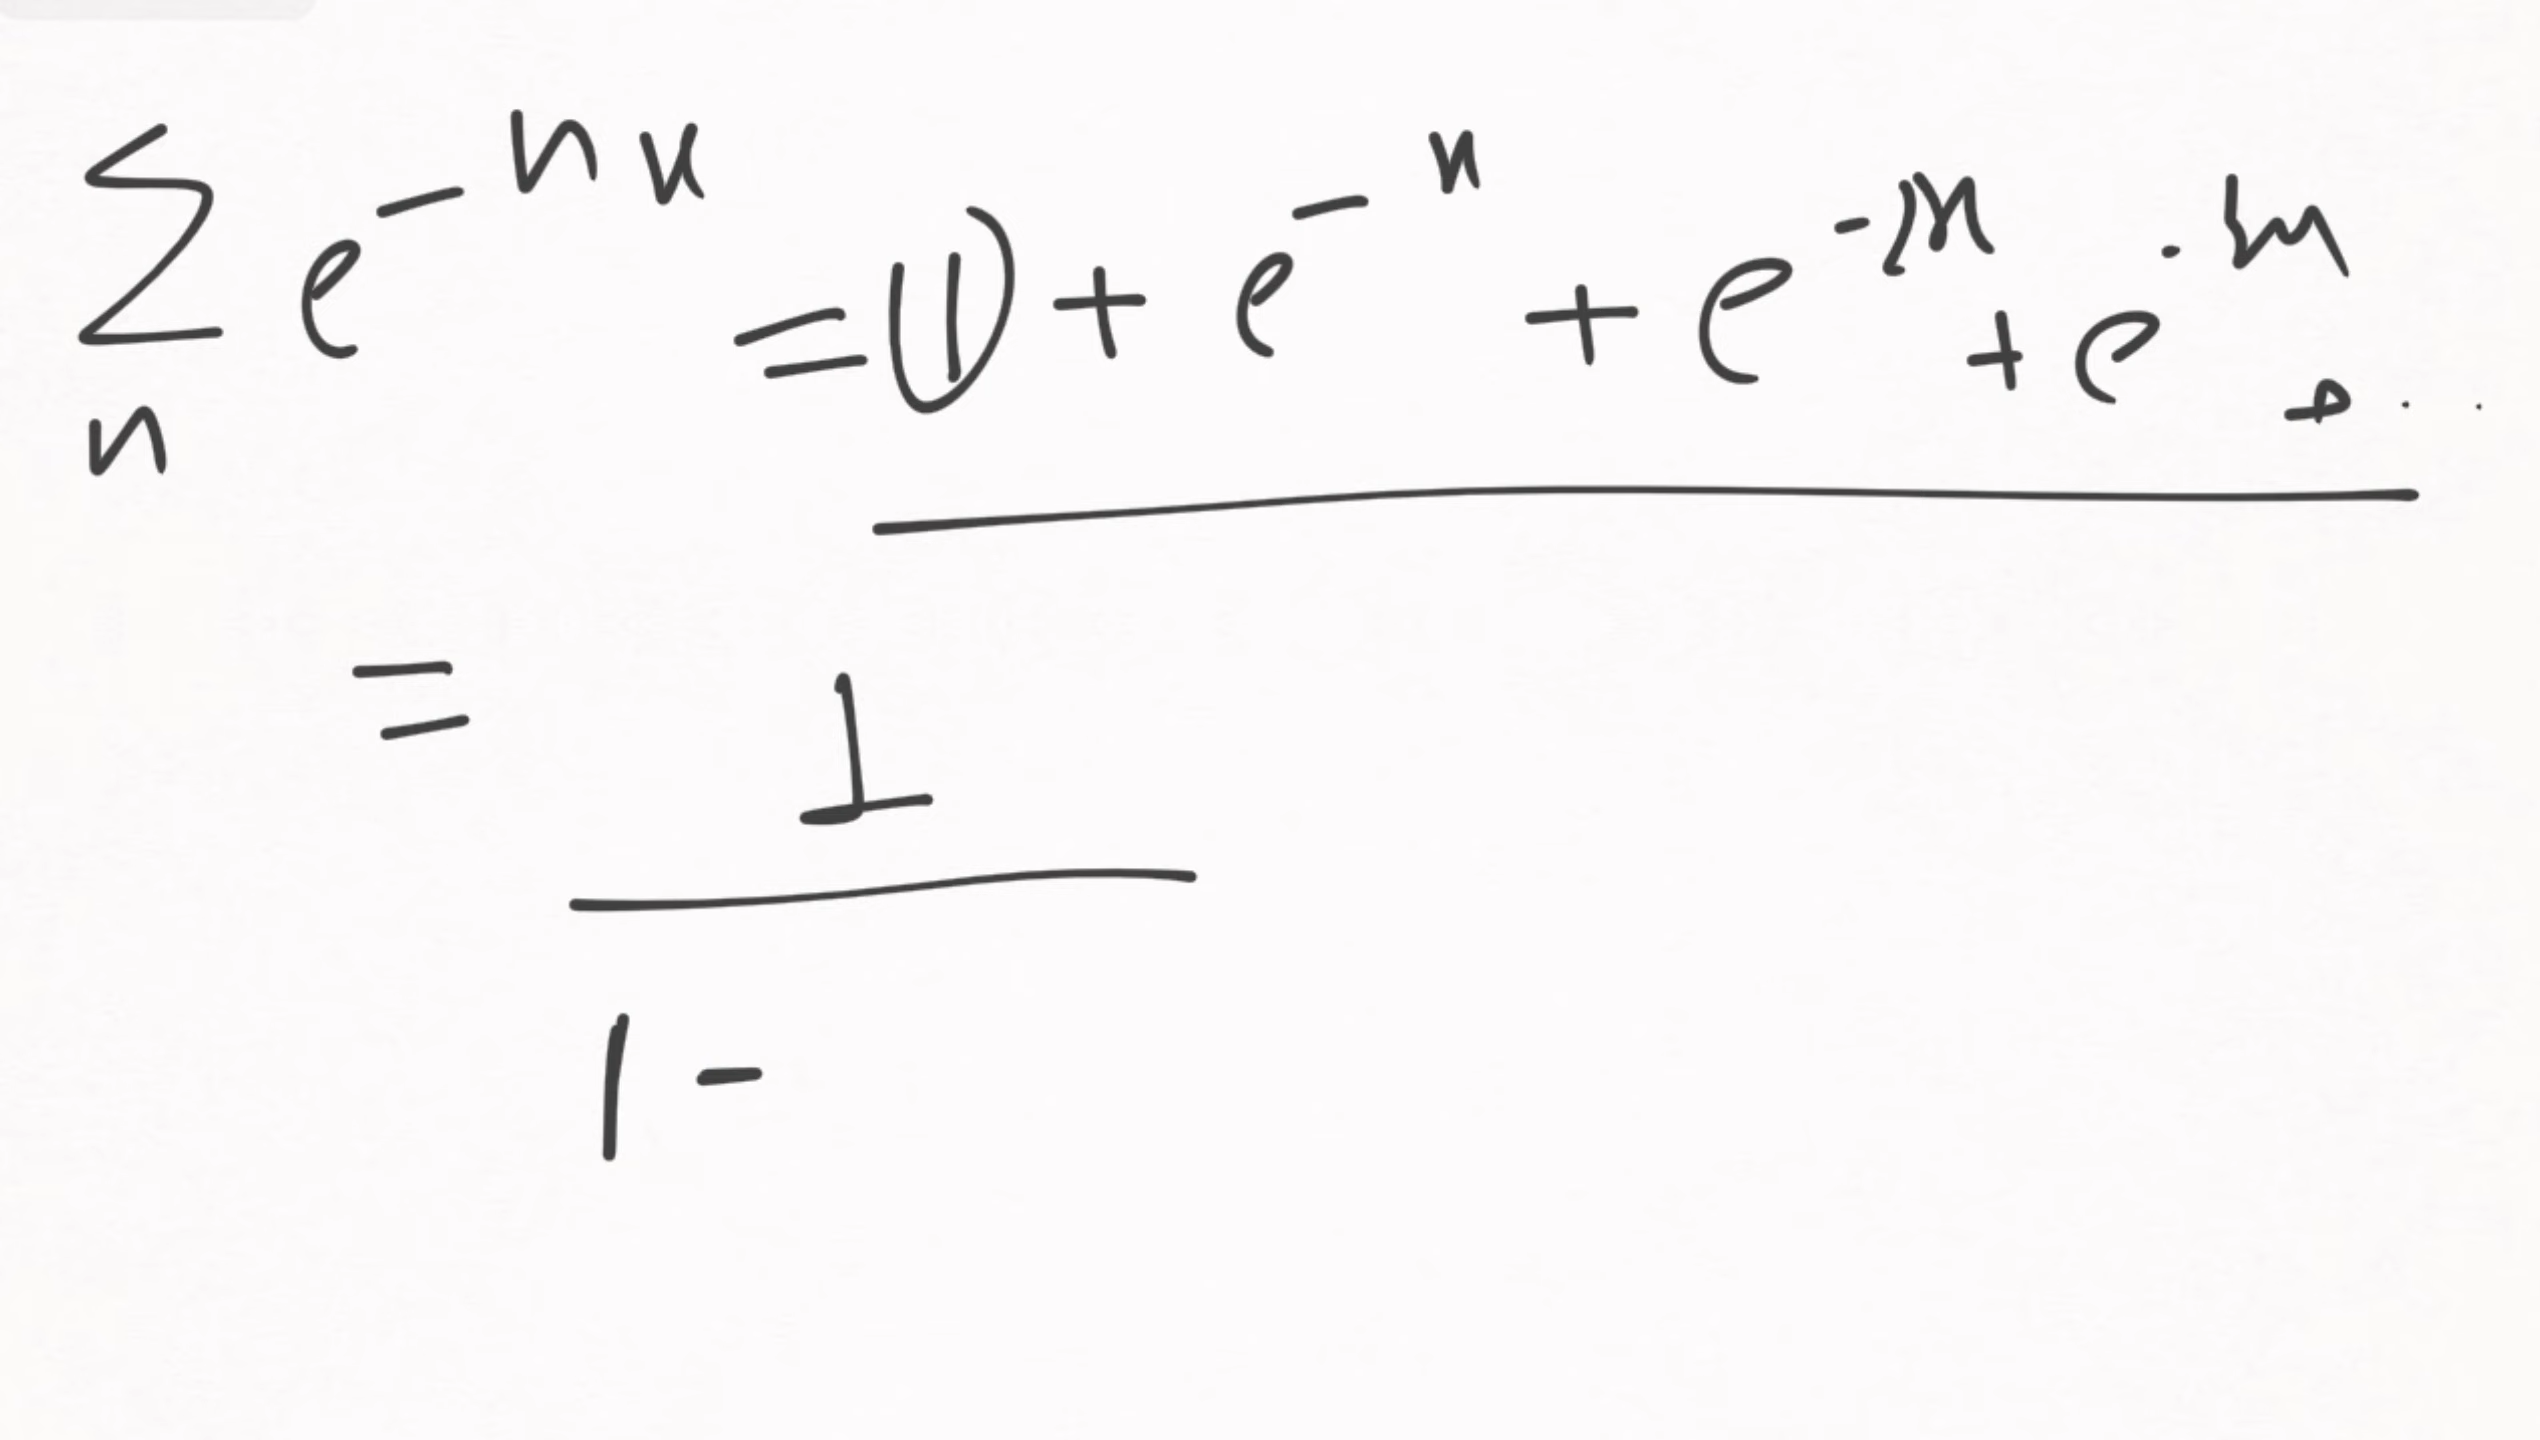 ∑ e^{-nx} = 1 + e^{-x} + e^{-2x} + e^{-3x} + ...
n
= 1
1 -